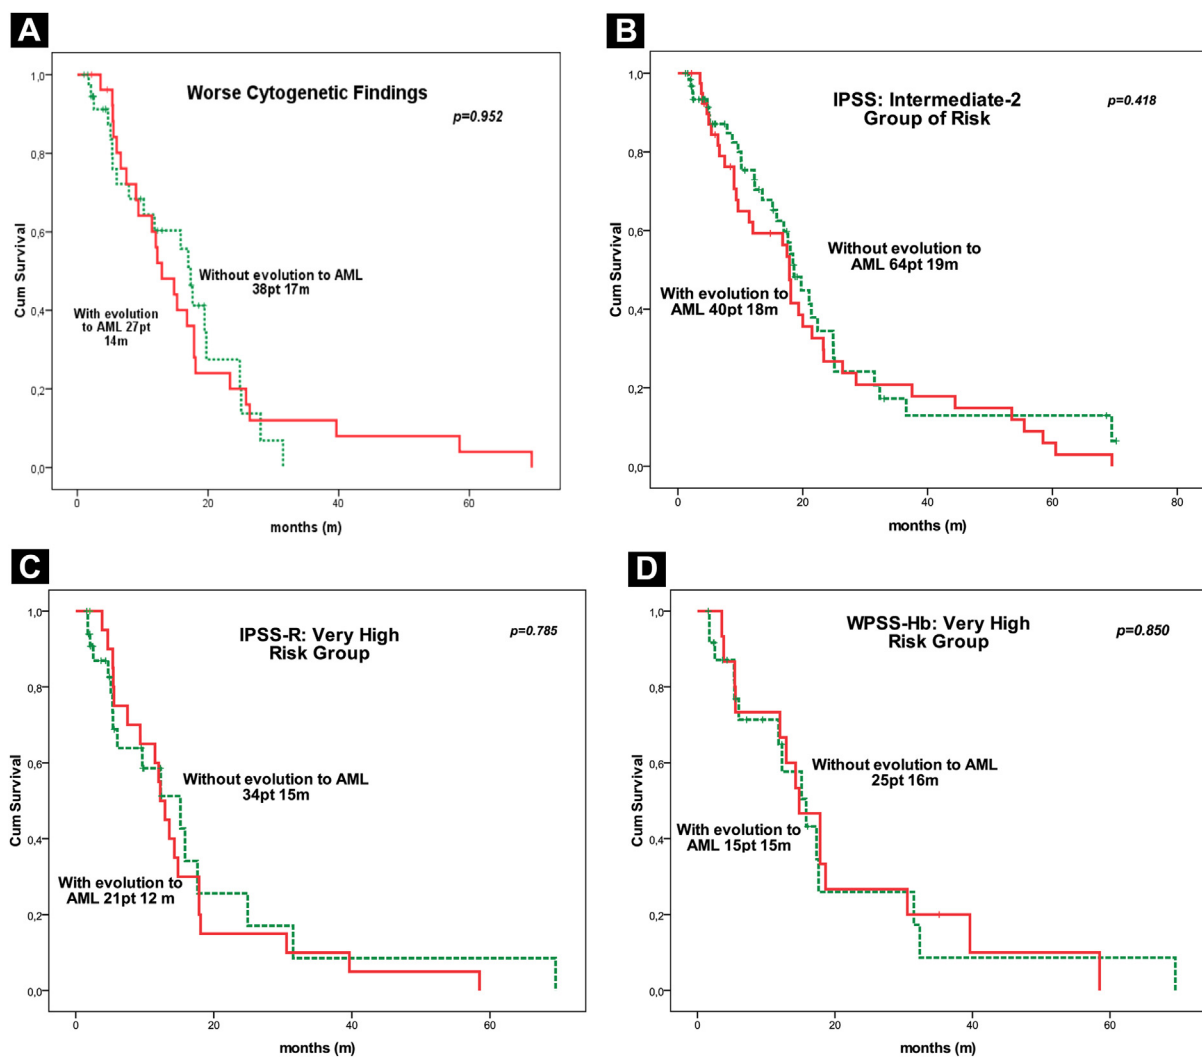 A
Worse Cytogenetic Findings
p=0.952
Cum Survival
1,0
0,8
0,6
0,4
0,2
0,0
Without evolution to AML
38pt 17m
With evolution
to AML 27pt
14m
0
20
40
60
months (m)
B
IPSS: Intermediate-2
Group of Risk
p=0.418
Cum Survival
1,0
0,8
0,6
0,4
0,2
0,0
Without evolution to
AML 64pt 19m
With evolution to
AML 40pt 18m
0
20
40
60
80
months (m)
C
IPSS-R: Very High
Risk Group
p=0.785
Cum Survival
1,0
0,8
0,6
0,4
0,2
0,0
Without evolution to AML
34pt 15m
With evolution to
AML 21pt 12 m
0
20
40
60
months (m)
D
WPSS-Hb: Very High
Risk Group
p=0.850
Cum Survival
1,0
0,8
0,6
0,4
0,2
0,0
Without evolution to AML
25pt 16m
With evolution to
AML 15pt 15m
0
20
40
60
months (m)